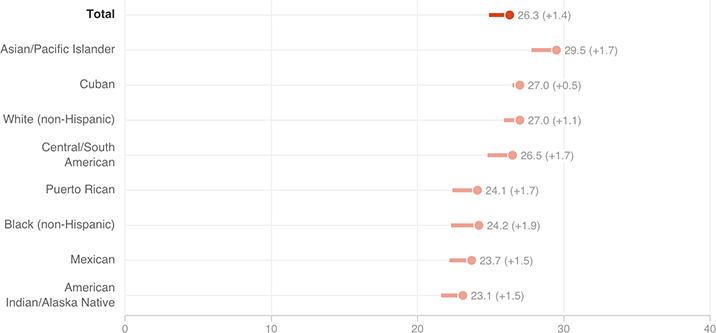 Total 26.3 (+1.4)
Asian/Pacific Islander 29.5 (+1.7)
Cuban 27.0 (+0.5)
White (non-Hispanic) 27.0 (+1.1)
Central/South
American 26.5 (+1.7)
Puerto Rican 24.1 (+1.7)
Black (non-Hispanic) 24.2 (+1.9)
Mexican 23.7 (+1.5)
American
Indian/Alaska Native 23.1 (+1.5)
0 10 20 30 40